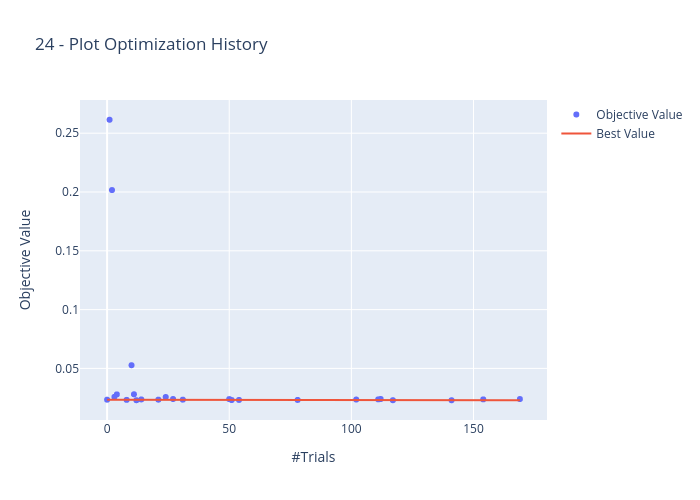 24 - Plot Optimization History
Objective Value
Best Value
0.25
0.2
0.15
0.1
0.05
0
50
100
150
#Trials
Objective Value